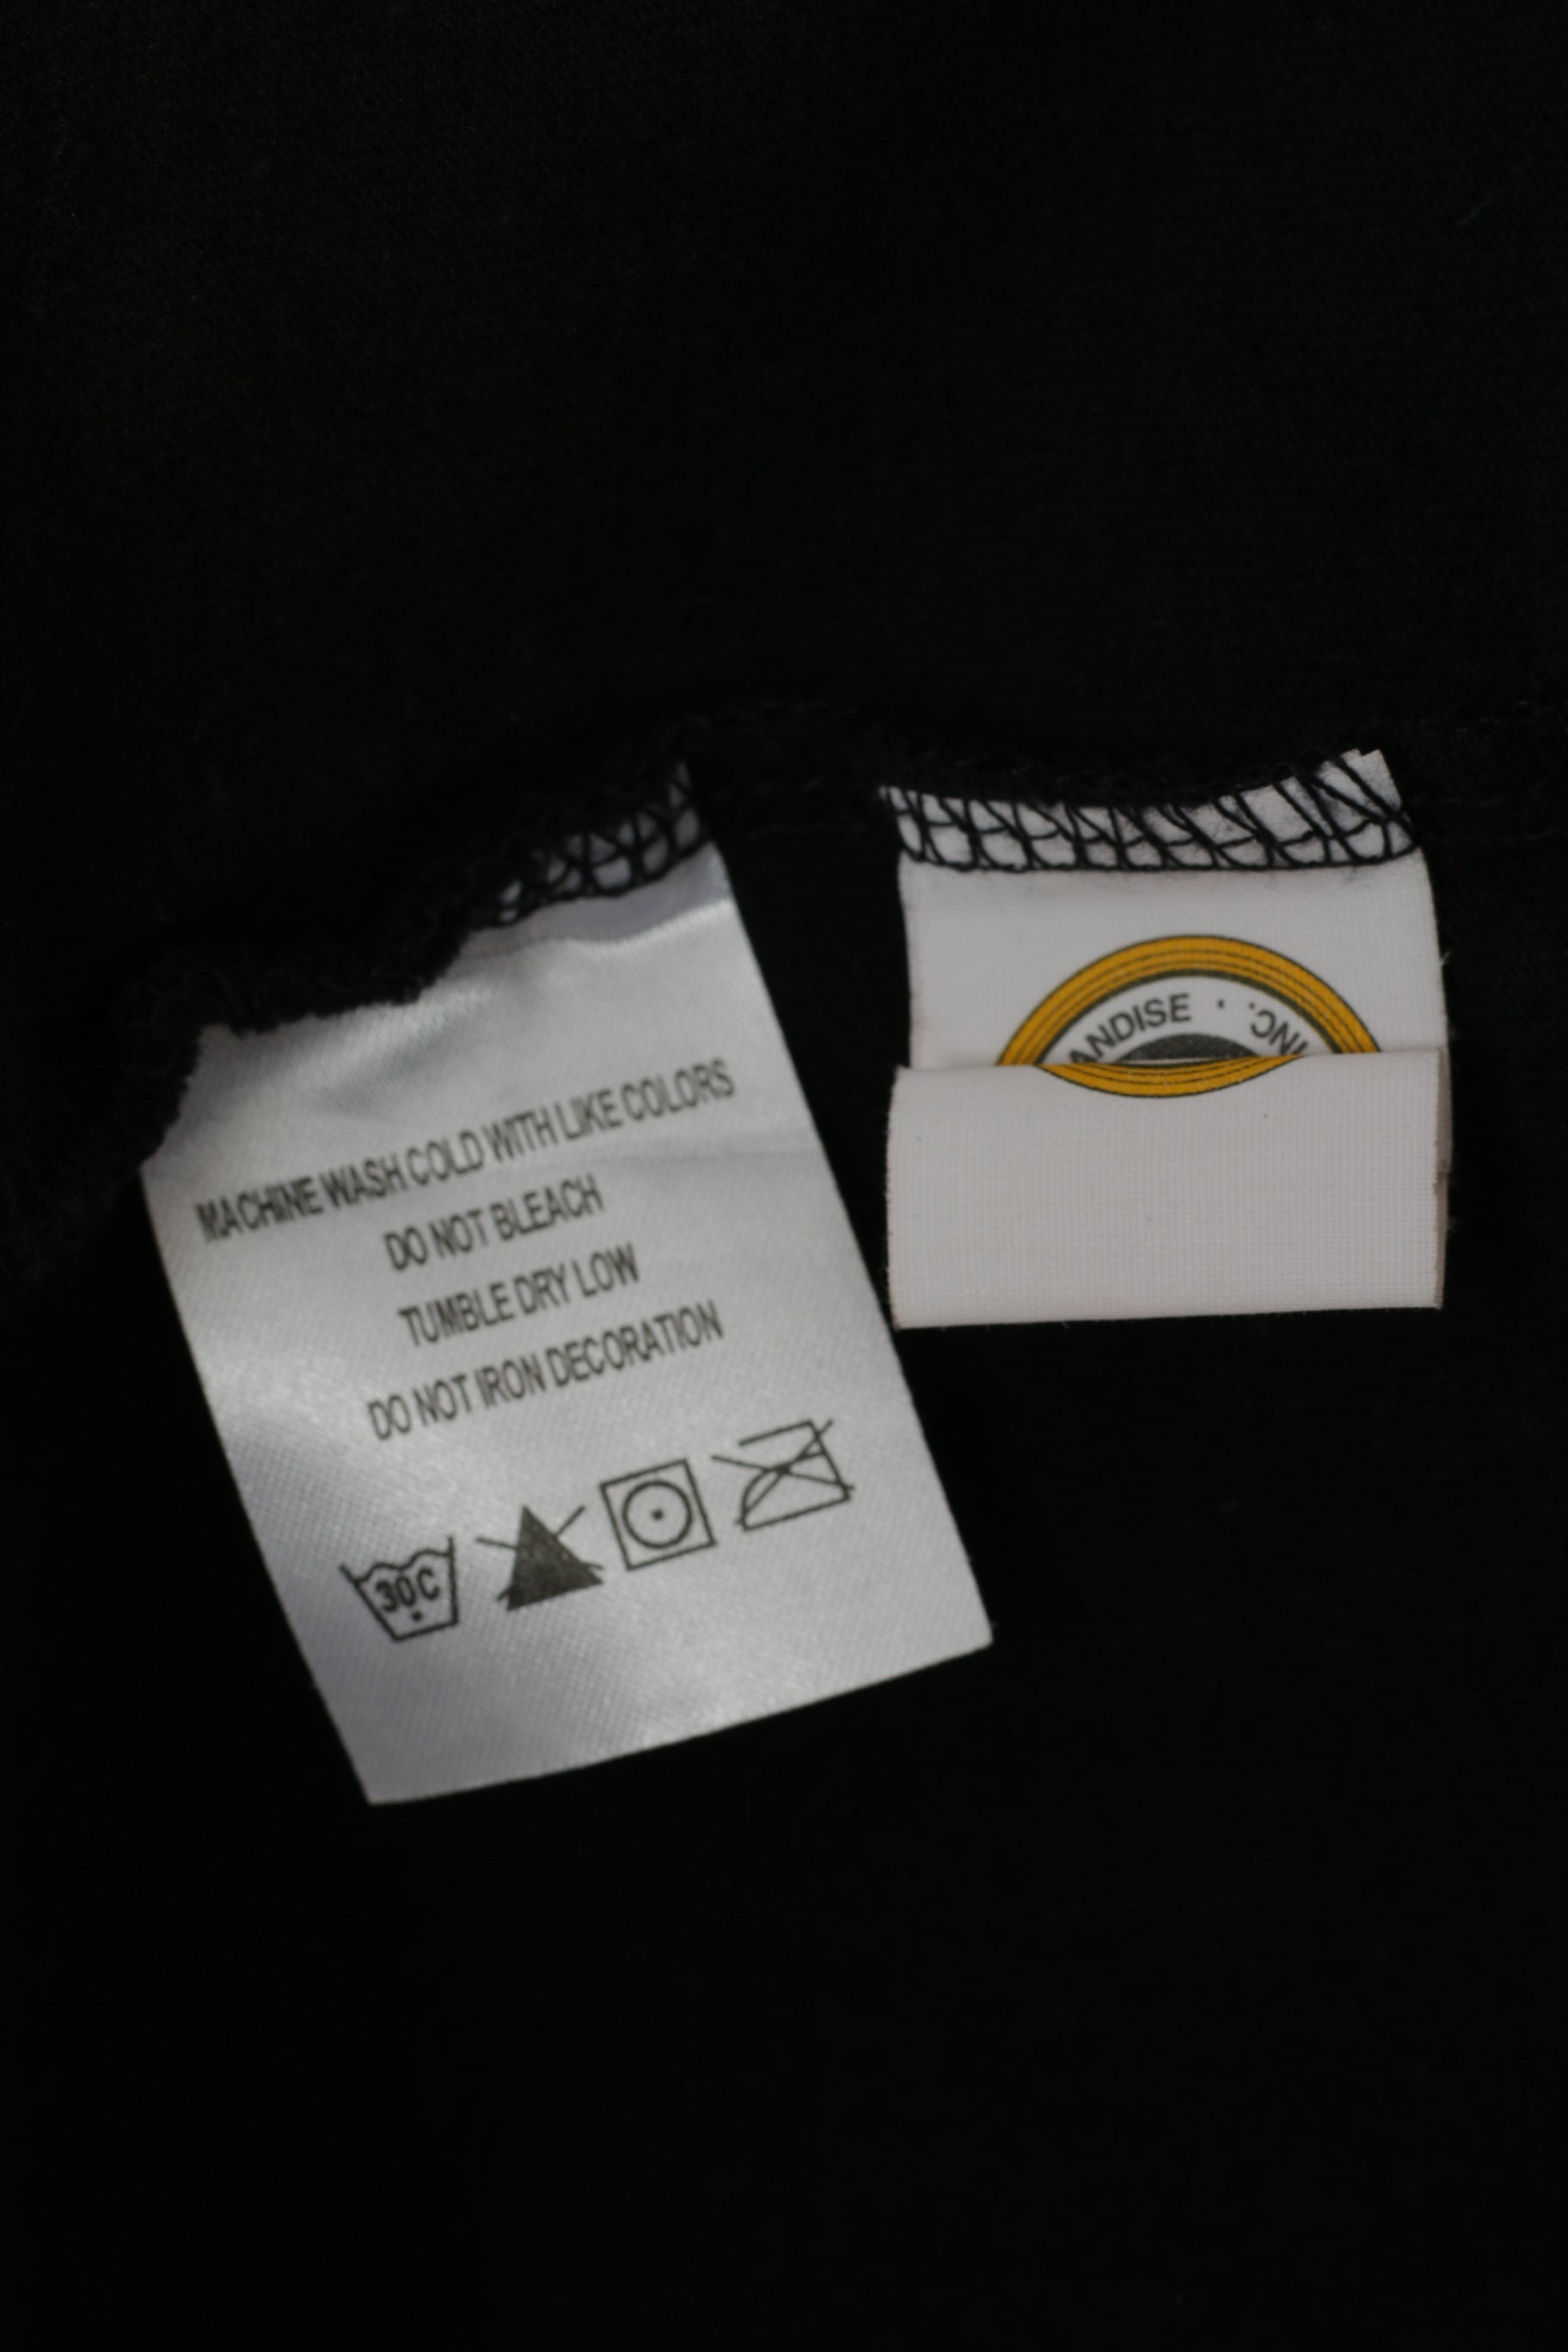 MACHINE WASH COLD WITH LIKE COLORS
DO NOT BLEACH
TUMBLE DRY LOW
DO NOT IRON DECORATION
30C
ANDISE · INC.